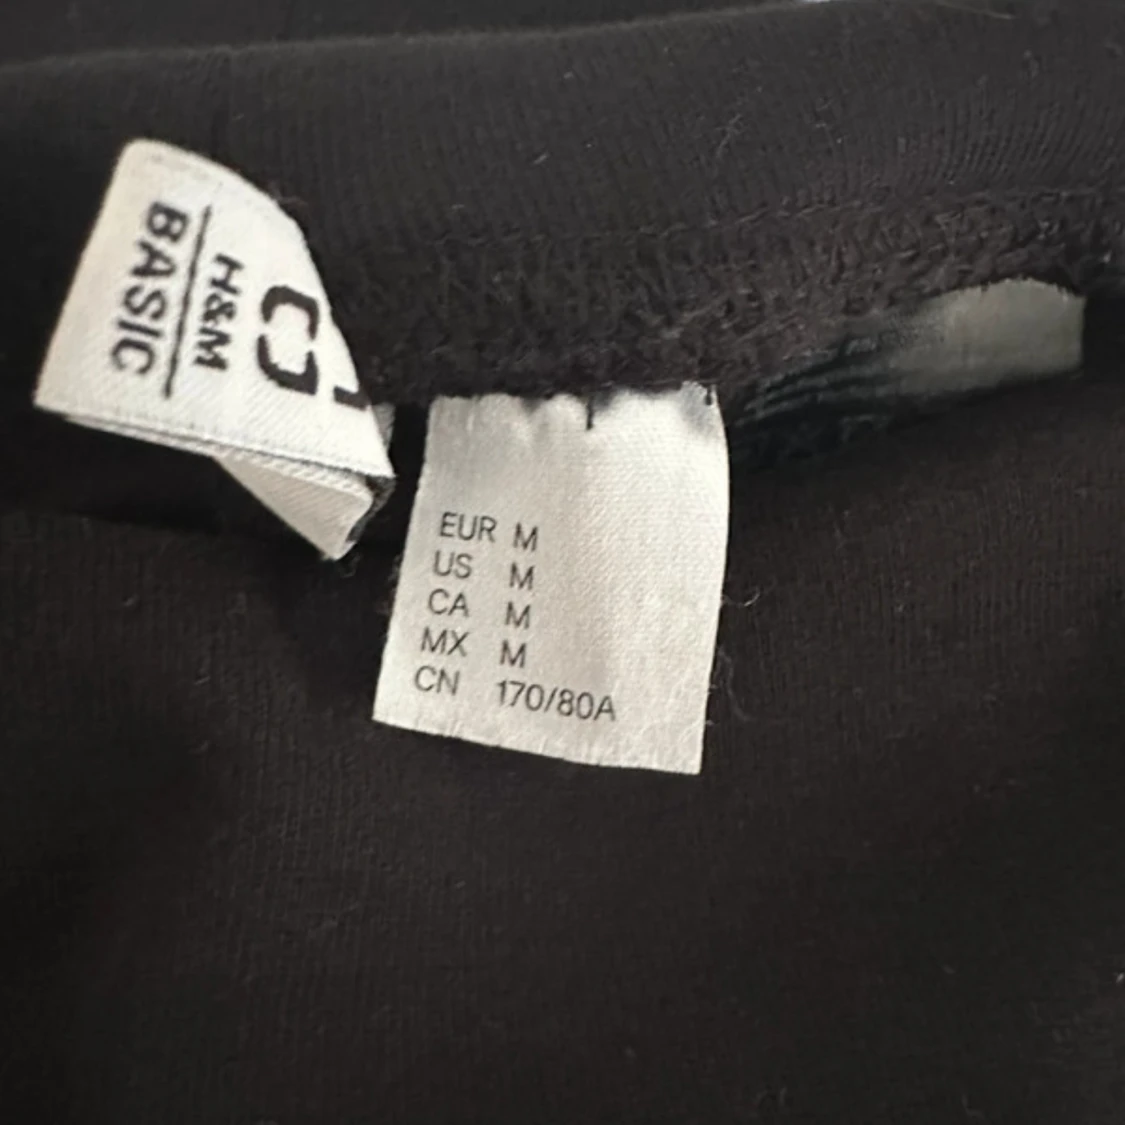 H&M
BASIC
EUR M
US M
CA M
MX M
CN 170/80A